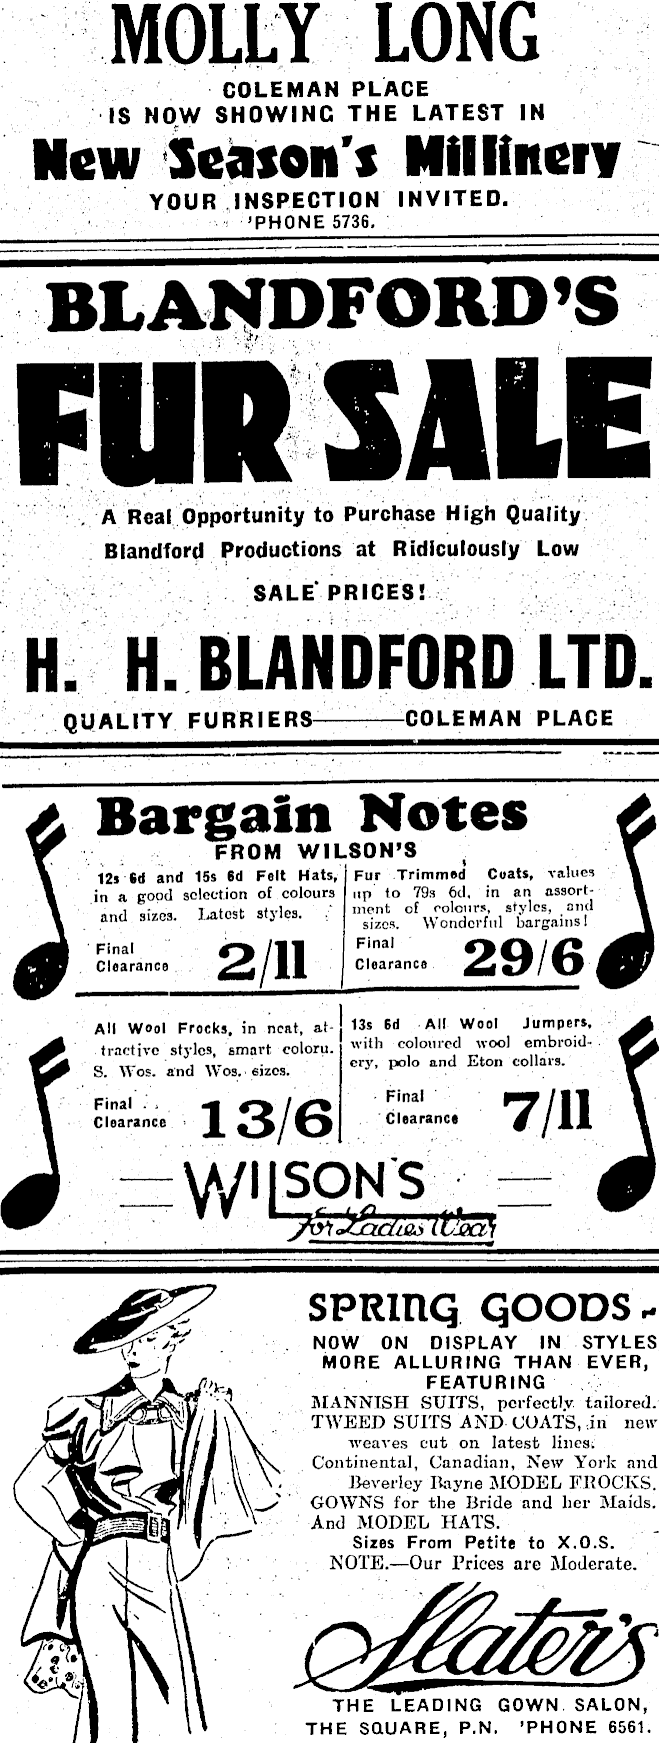 MOLLY LONG
COLEMAN PLACE
IS NOW SHOWING THE LATEST IN
New Season's Millinery
YOUR INSPECTION INVITED.
'PHONE 5736.
BLANDFORD'S
FUR SALE
A Real Opportunity to Purchase High Quality
Blandford Productions at Ridiculously Low
SALE PRICES!
H. H. BLANDFORD LTD.
QUALITY FURRIERS——COLEMAN PLACE
Bargain Notes
FROM WILSON'S
12s 6d and 15s 6d Felt Hats,
in a good selection of colours
and sizes. Latest styles.
Final
Clearance 2/11
Fur Trimmed Coats, values
up to 79s 6d, in an assort-
ment of colours, styles, and
sizes. Wonderful bargains!
Final
Clearance 29/6
All Wool Frocks, in neat, at-
tractive styles, smart coloru.
S. Wos. and Wos. sizes.
Final
Clearance 13/6
13s 6d All Wool Jumpers,
with coloured wool embroid-
ery, polo and Eton collars.
Final
Clearance 7/11
WILSON'S
for Ladies Wear
SPRING GOODS -
NOW ON DISPLAY IN STYLES
MORE ALLURING THAN EVER,
FEATURING
MANNISH SUITS, perfectly tailored.
TWEED SUITS AND COATS, in new
weaves cut on latest lines.
Continental, Canadian, New York and
Beverley Bayne MODEL FROCKS.
GOWNS for the Bride and her Maids.
And MODEL HATS.
Sizes From Petite to X.O.S.
NOTE.—Our Prices are Moderate.
Slater's
THE LEADING GOWN SALON,
THE SQUARE, P.N. 'PHONE 6561.